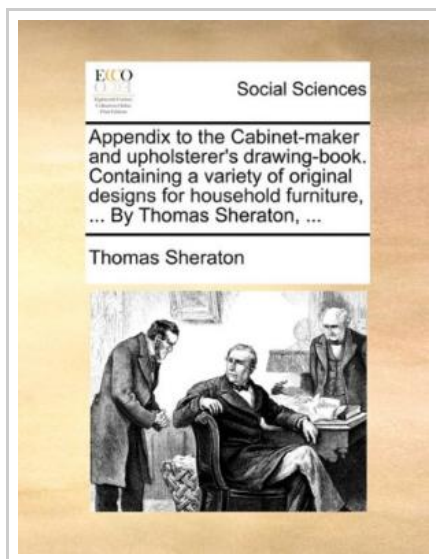 ECCO
Social Sciences
Appendix to the Cabinet-maker
and upholsterer's drawing-book.
Containing a variety of original
designs for household furniture,
... By Thomas Sheraton, ...
Thomas Sheraton